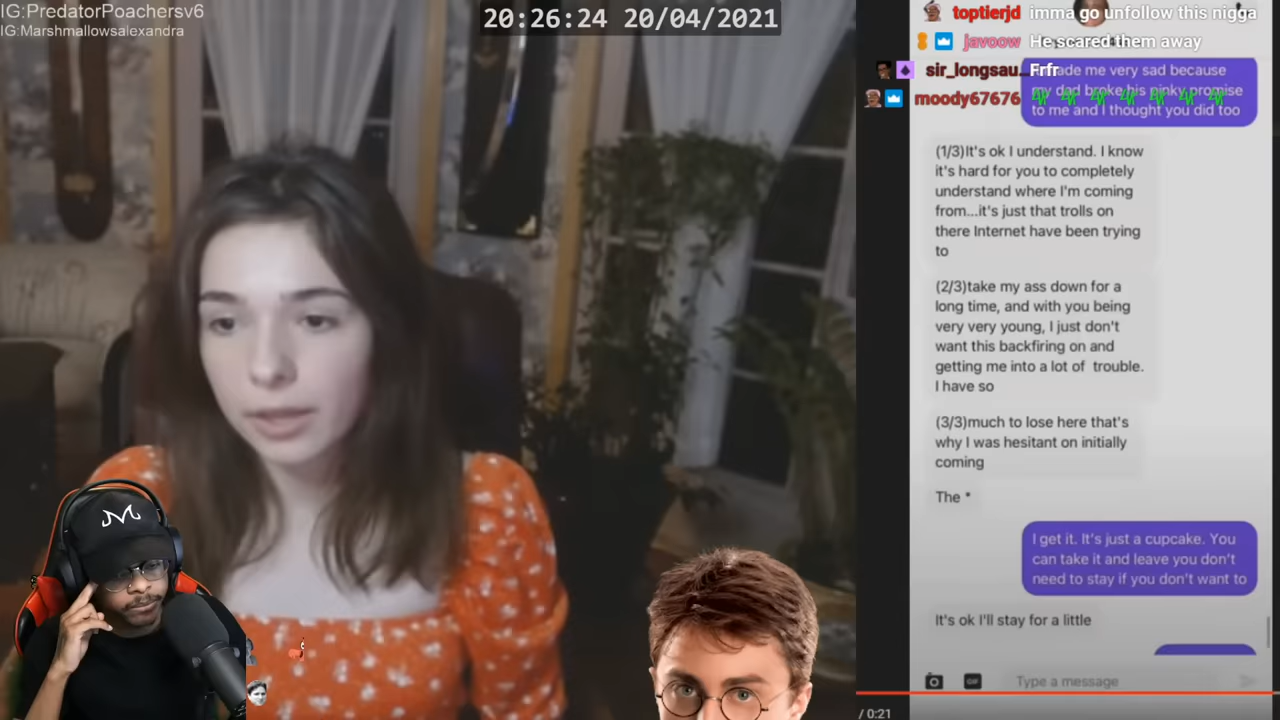 IG:PredatorPoachersv6
IG:Marshmallowsalexandra
20:26:24 20/04/2021
toptierjd imma go unfollow this nigga
javoow He scared them away
sir_longsau... Frfr
moody67676
made me very sad because
my dad broke his pinky promise
to me and I thought you did too
(1/3)It's ok I understand. I know
it's hard for you to completely
understand where I'm coming
from...it's just that trolls on
there Internet have been trying
to
(2/3)take my ass down for a
long time, and with you being
very very young, I just don't
want this backfiring on and
getting me into a lot of trouble.
I have so
(3/3)much to lose here that's
why I was hesitant on initially
coming
The *
I get it. It's just a cupcake. You
can take it and leave you don't
need to stay if you don't want to
It's ok I'll stay for a little
GIF
Type a message
/ 0:21